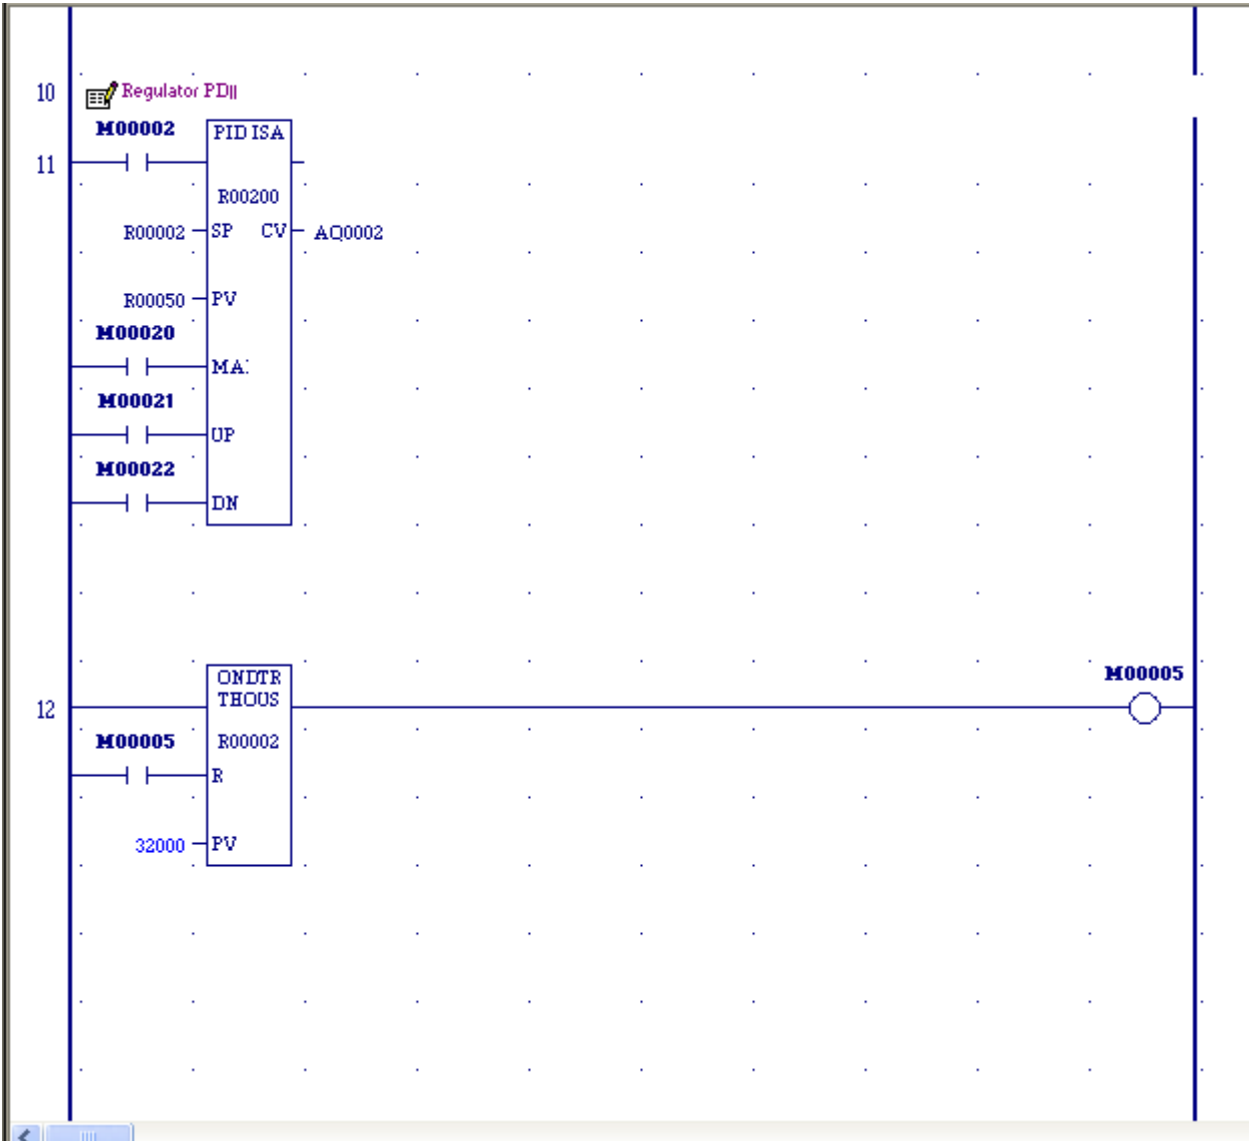 10 Regulator PD||
M00002 PID ISA
11
R00200
R00002 SP CV AQ0002
R00050 PV
M00020
MA
M00021
UP
M00022
DN
ONDTR M00005
12 THOUS
M00005 R00002
R
32000 PV